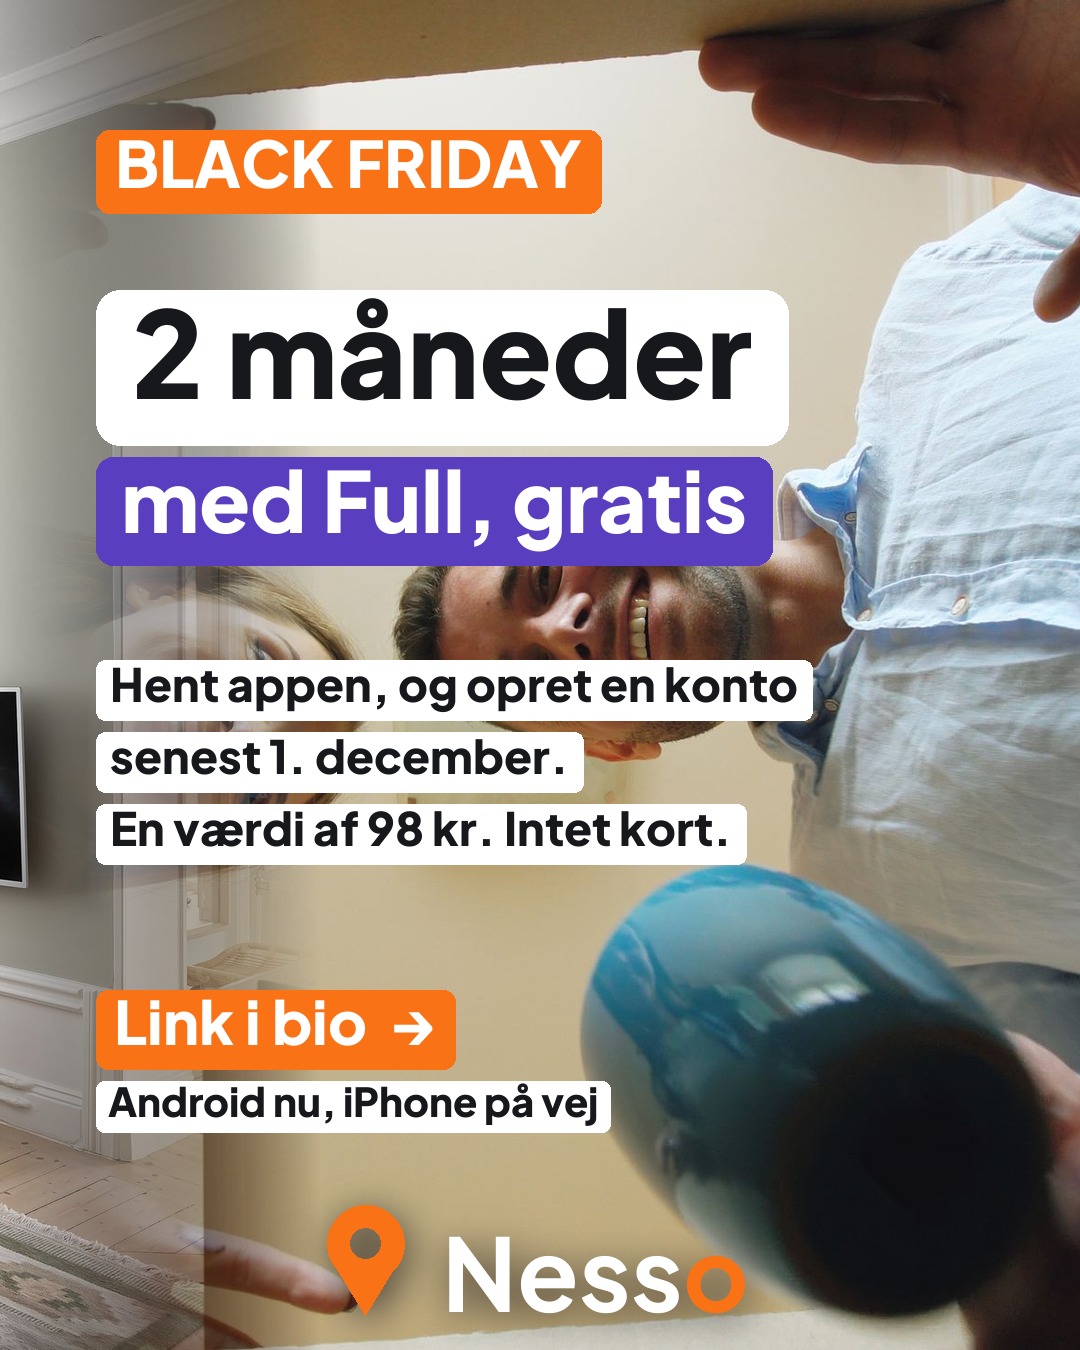 BLACK FRIDAY
2 måneder
med Full, gratis
Hent appen, og opret en konto
senest 1. december.
En værdi af 98 kr. Intet kort.
Link i bio →
Android nu, iPhone på vej
Nesso